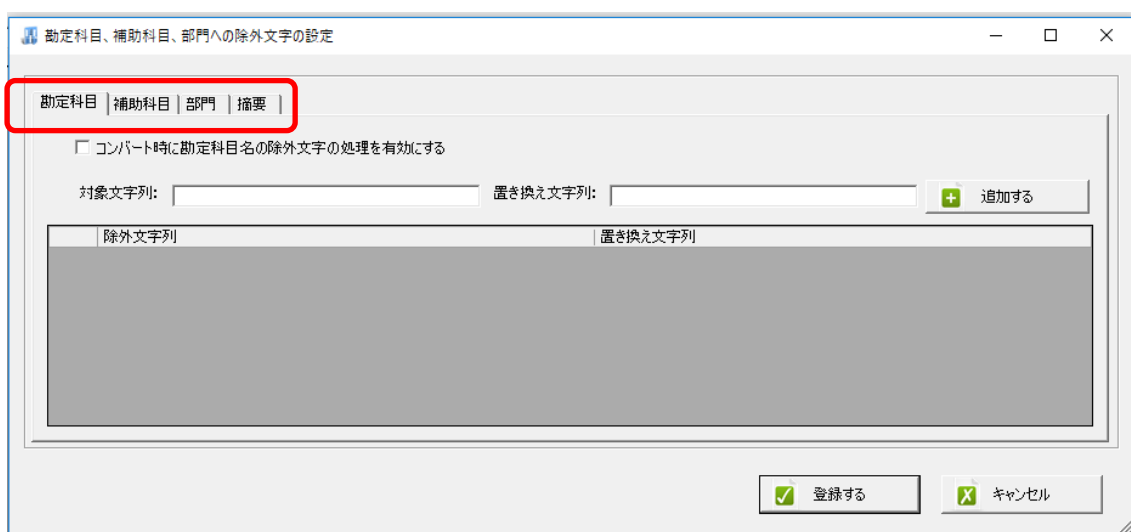 勘定科目、補助科目、部門への除外文字の設定
勘定科目 補助科目 部門 摘要
コンバート時に勘定科目名の除外文字の処理を有効にする
対象文字列: 置き換え文字列: 追加する
除外文字列 置き換え文字列
登録する キャンセル